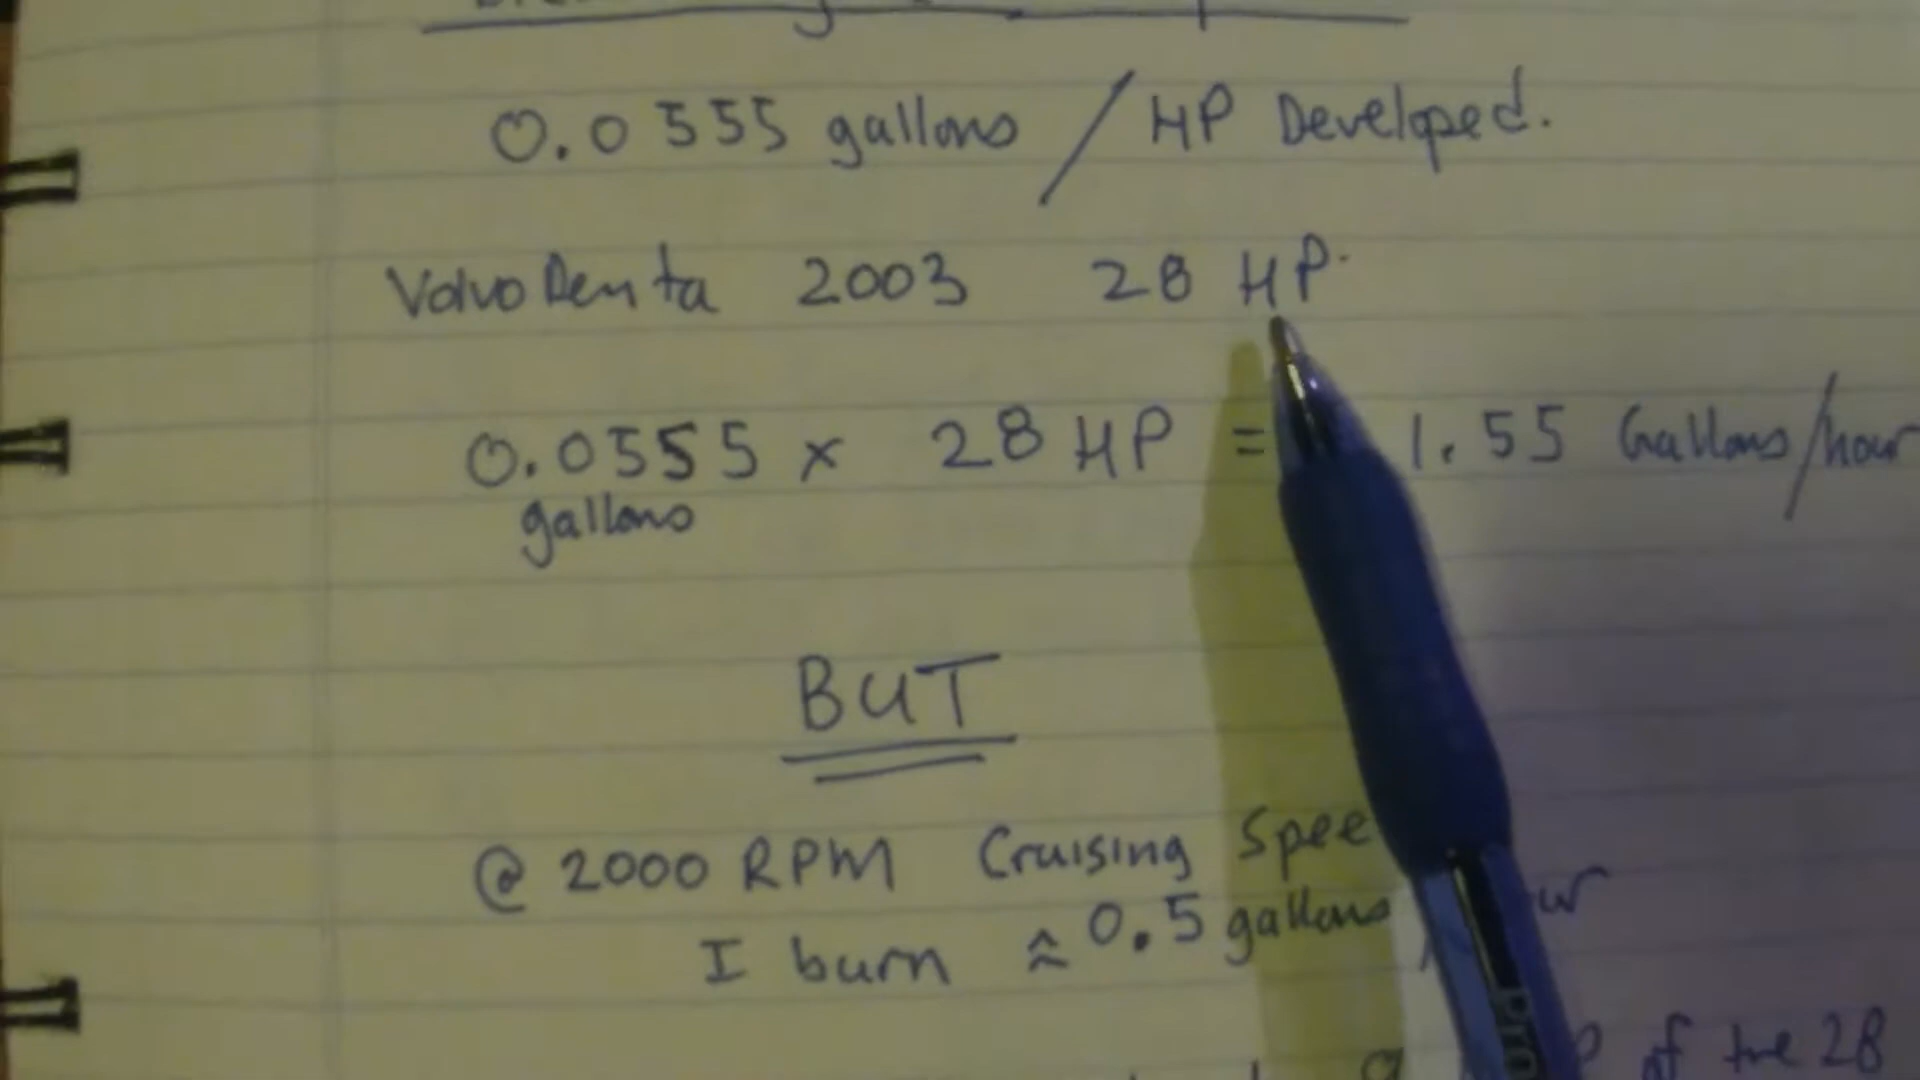 0.0555 gallons / HP Developed.
Volvo Penta 2003 28 HP.
0.0555 x 28 HP = 1.55 Gallons/hour
gallons
BUT
@ 2000 RPM Cruising Spee
I burn ≈ 0.5 gallons
of the 28